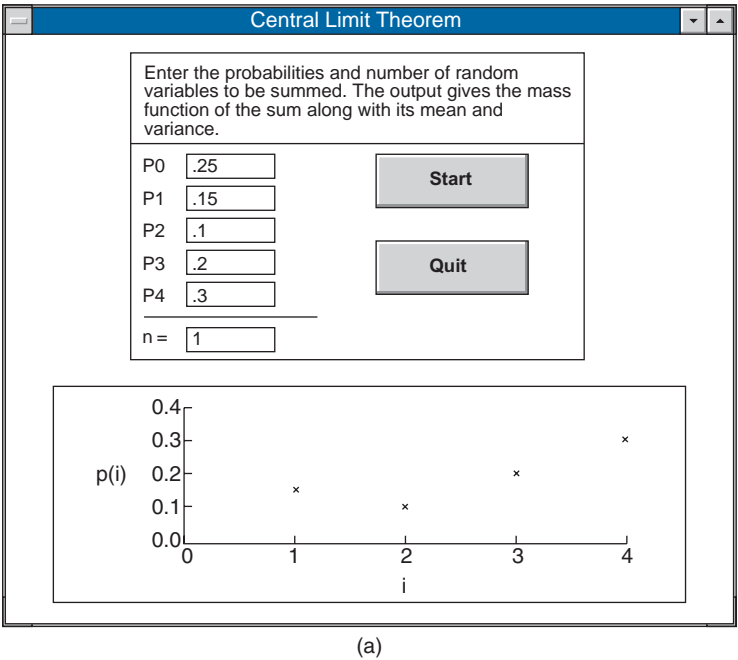 Central Limit Theorem
Enter the probabilities and number of random
variables to be summed. The output gives the mass
function of the sum along with its mean and
variance.
P0 .25
P1 .15
P2 .1
P3 .2
P4 .3
n = 1
Start
Quit
0.4
0.3
p(i) 0.2
0.1
0.0
0 1 2 3 4
i
(a)